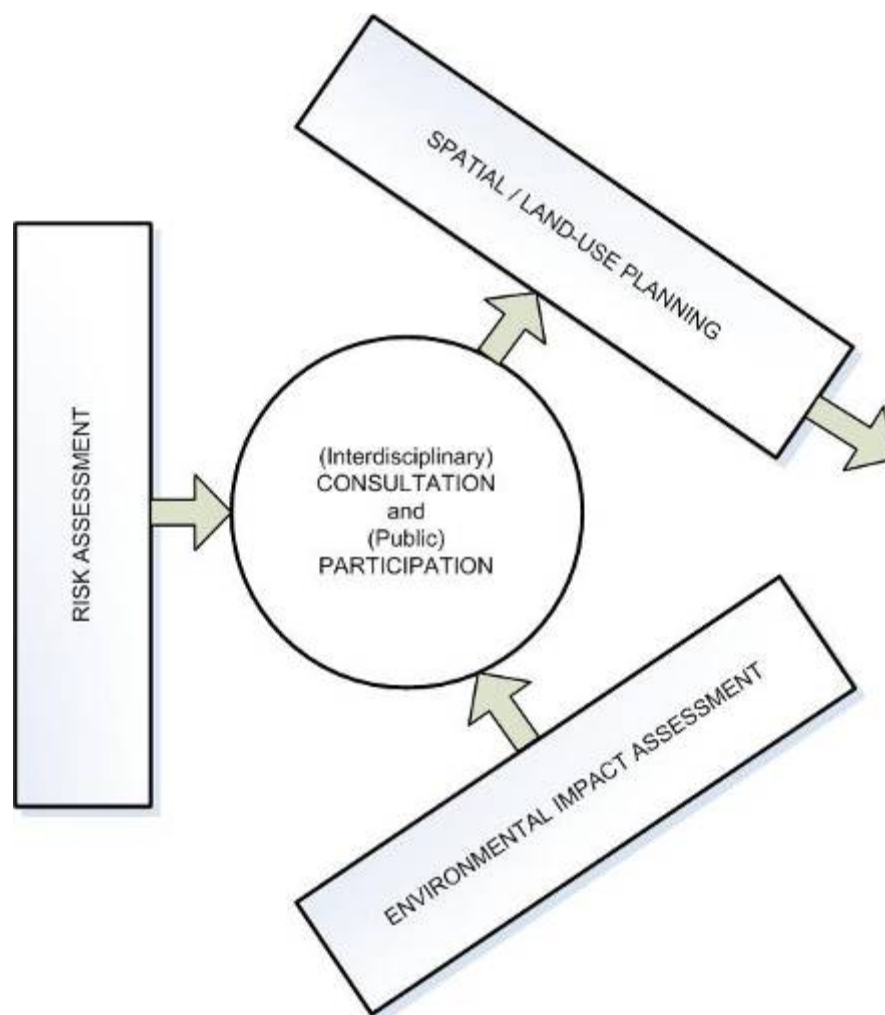 SPATIAL / LAND-USE PLANNING
RISK ASSESSMENT
(Interdisciplinary)
CONSULTATION
and
(Public)
PARTICIPATION
ENVIRONMENTAL IMPACT ASSESSMENT